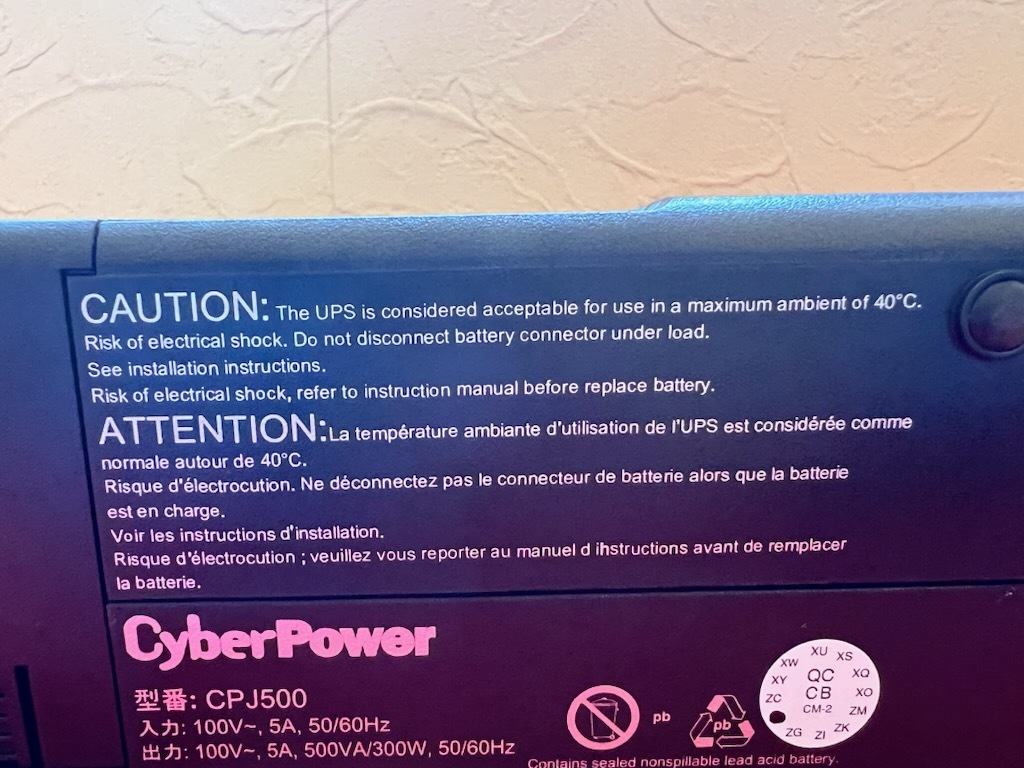 CAUTION: The UPS is considered acceptable for use in a maximum ambient of 40°C.
Risk of electrical shock. Do not disconnect battery connector under load.
See installation instructions.
Risk of electrical shock, refer to instruction manual before replace battery.
ATTENTION:La température ambiante d'utilisation de l'UPS est considérée comme
normale autour de 40°C.
Risque d'électrocution. Ne déconnectez pas le connecteur de batterie alors que la batterie
est en charge.
Voir les instructions d'installation.
Risque d'électrocution ; veuillez vous reporter au manuel d ihstructions avant de remplacer
la batterie.
CyberPower
型番: CPJ500
入力: 100V~, 5A, 50/60Hz
出力: 100V~, 5A, 500VA/300W, 50/60Hz
pb
pb
Contains sealed nonspillable lead acid battery.
XU XS
XW XQ
XY QC XO
ZC CB ZM
CM-2
ZG ZI ZK